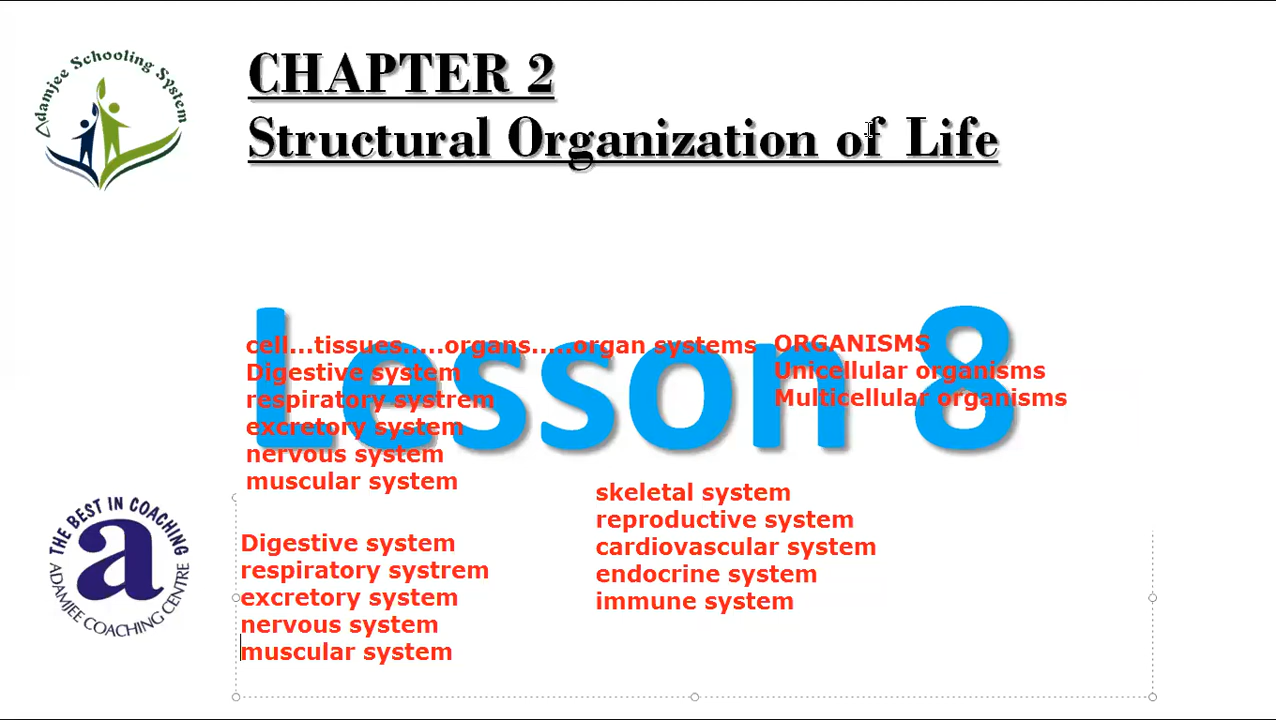 Adamjee Schooling System
CHAPTER 2
Structural Organization of Life
Lesson 8
cell...tissues.....organs.....organ systems
Digestive system
respiratory systrem
excretory system
nervous system
muscular system
ORGANISMS
Unicellular organisms
Multicellular organisms
skeletal system
reproductive system
cardiovascular system
endocrine system
immune system
Digestive system
respiratory systrem
excretory system
nervous system
muscular system
THE BEST IN COACHING
a
ADAMJEE COACHING CENTRE